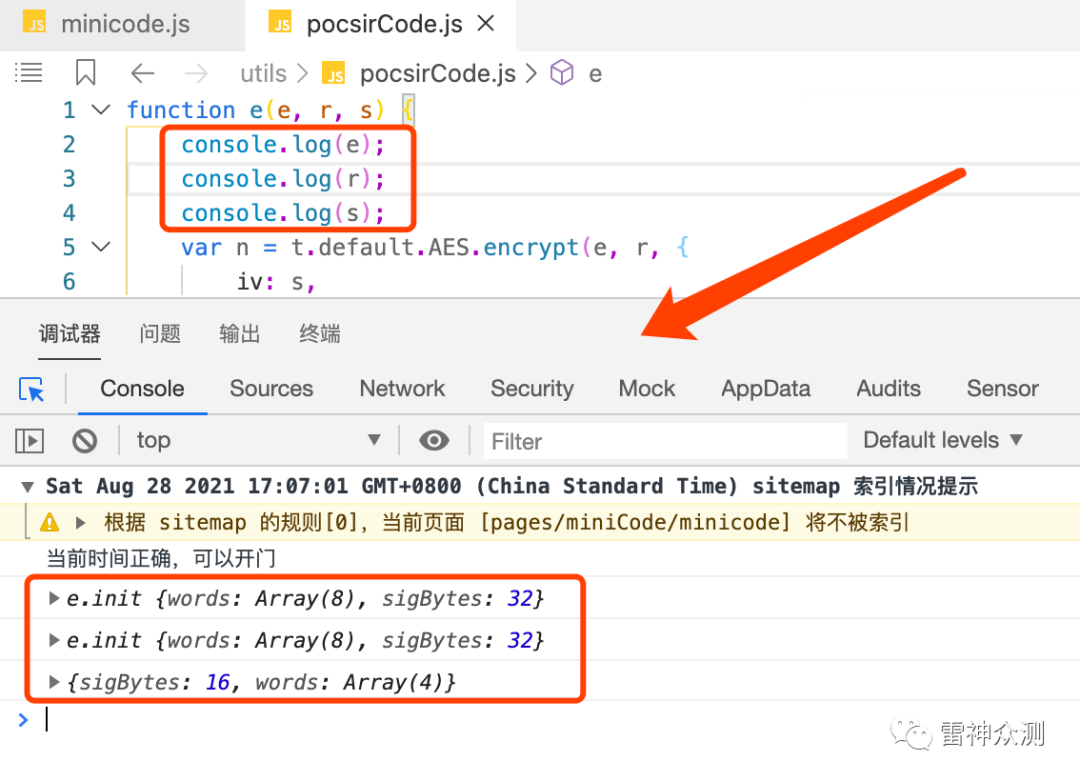 JS minicode.js JS pocsirCode.js
utils JS pocsirCode.js e
1 function e(e, r, s) {
2 console.log(e);
3 console.log(r);
4 console.log(s);
5 var n = t.default.AES.encrypt(e, r, {
6 iv: s,
调试器 问题 输出 终端
Console Sources Network Security Mock AppData Audits Sensor
top Filter Default levels ▼
Sat Aug 28 2021 17:07:01 GMT+0800 (China Standard Time) sitemap 索引情况提示
根据 sitemap 的规则[0]，当前页面 [pages/miniCode/minicode] 将不被索引
当前时间正确，可以开门
e.init {words: Array(8), sigBytes: 32}
e.init {words: Array(8), sigBytes: 32}
{sigBytes: 16, words: Array(4)}
雷神众测